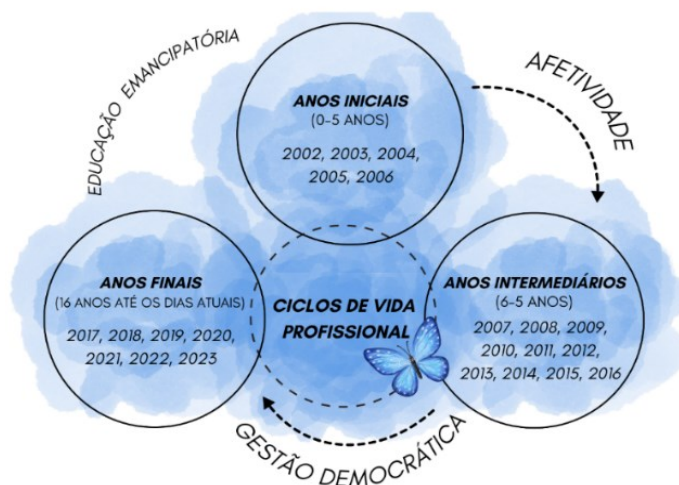 EDUCAÇÃO EMANCIPATÓRIA
AFETIVIDADE
ANOS INICIAIS
(0-5 ANOS)
2002, 2003, 2004,
2005, 2006
ANOS FINAIS
(16 ANOS ATÉ OS DIAS ATUAIS)
2017, 2018, 2019, 2020,
2021, 2022, 2023
CICLOS DE VIDA
PROFISSIONAL
ANOS INTERMEDIÁRIOS
(6-5 ANOS)
2007, 2008, 2009,
2010, 2011, 2012,
2013, 2014, 2015, 2016
GESTÃO DEMOCRÁTICA